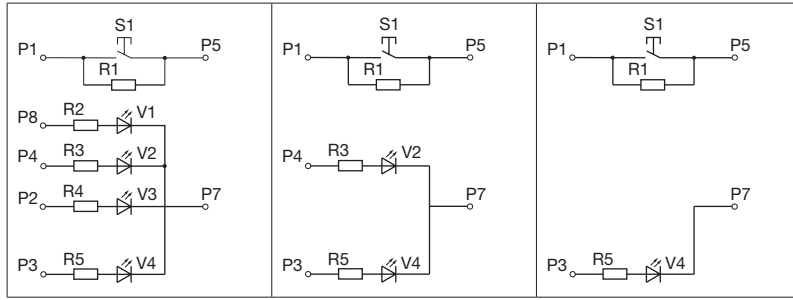 S1
P1 P5
R1
P8 R2 V1
P4 R3 V2
P2 R4 V3 P7
P3 R5 V4
S1
P1 P5
R1
P4 R3 V2
P7
P3 R5 V4
S1
P1 P5
R1
P7
P3 R5 V4